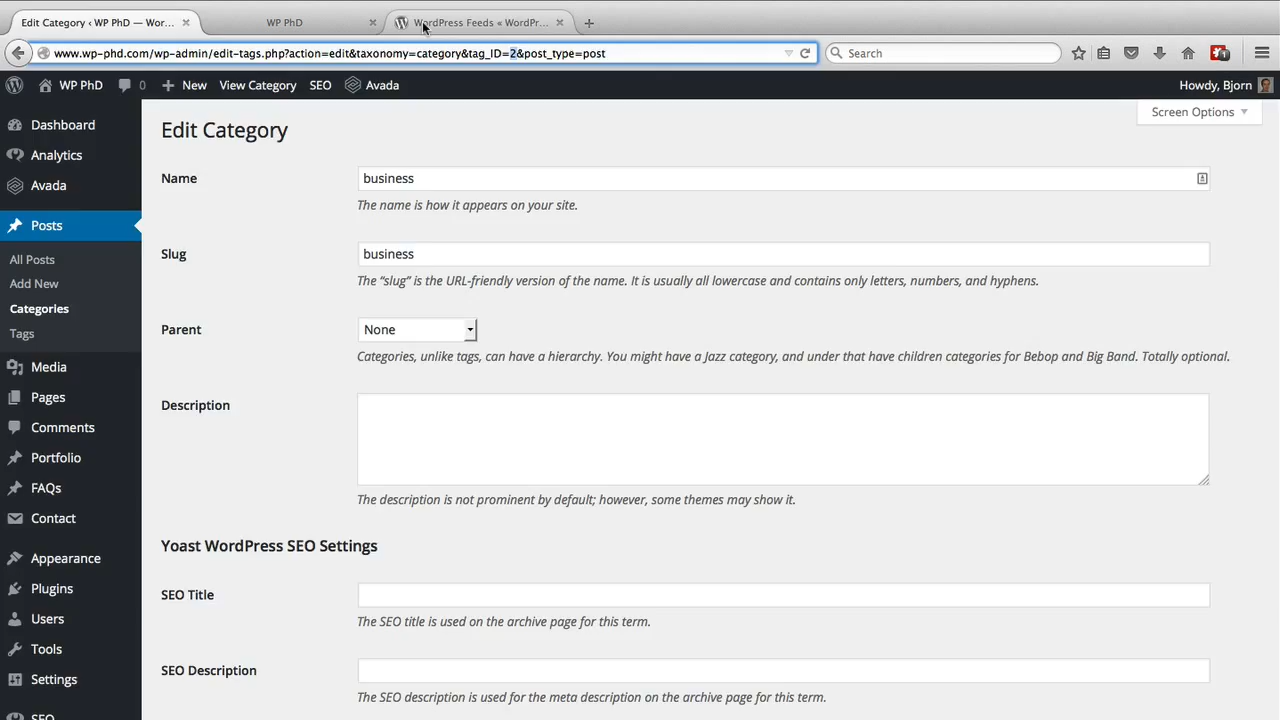 Edit Category ‹ WP PhD — Wor...
WP PhD
WordPress Feeds « WordPr...
www.wp-phd.com/wp-admin/edit-tags.php?action=edit&taxonomy=category&tag_ID=2&post_type=post
Search
WP PhD
0
New
View Category
SEO
Avada
Howdy, Bjorn
Dashboard
Analytics
Avada
Posts
All Posts
Add New
Categories
Tags
Media
Pages
Comments
Portfolio
FAQs
Contact
Appearance
Plugins
Users
Tools
Settings
SEO
Screen Options
Edit Category
Name
business
The name is how it appears on your site.
Slug
business
The “slug” is the URL-friendly version of the name. It is usually all lowercase and contains only letters, numbers, and hyphens.
Parent
None
Categories, unlike tags, can have a hierarchy. You might have a Jazz category, and under that have children categories for Bebop and Big Band. Totally optional.
Description
The description is not prominent by default; however, some themes may show it.
Yoast WordPress SEO Settings
SEO Title
The SEO title is used on the archive page for this term.
SEO Description
The SEO description is used for the meta description on the archive page for this term.